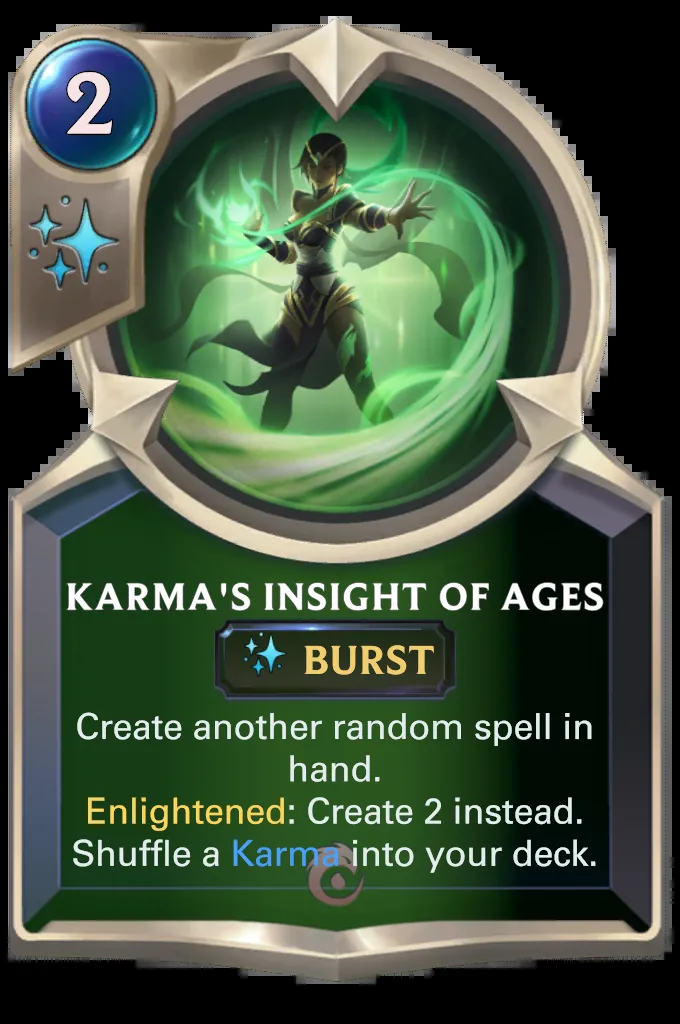 2
KARMA'S INSIGHT OF AGES
BURST
Create another random spell in
hand.
Enlightened: Create 2 instead.
Shuffle a Karma into your deck.